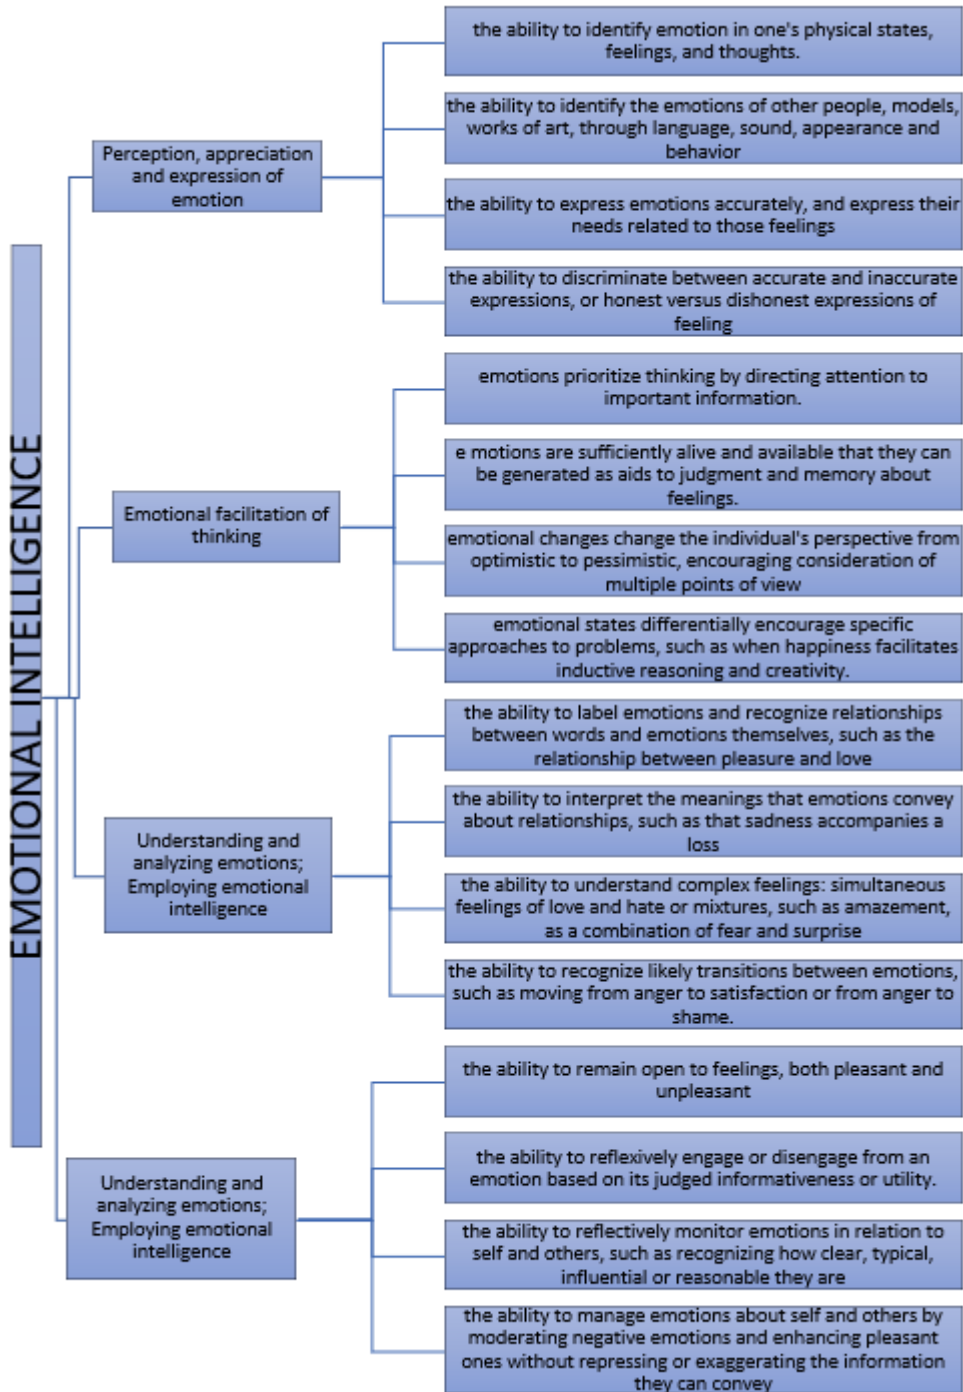 EMOTIONAL INTELLIGENCE
Perception, appreciation
and expression of
emotion
the ability to identify emotion in one's physical states,
feelings, and thoughts.
the ability to identify the emotions of other people, models,
works of art, through language, sound, appearance and
behavior
the ability to express emotions accurately, and express their
needs related to those feelings
the ability to discriminate between accurate and inaccurate
expressions, or honest versus dishonest expressions of
feeling
Emotional facilitation of
thinking
emotions prioritize thinking by directing attention to
important information.
e motions are sufficiently alive and available that they can
be generated as aids to judgment and memory about
feelings.
emotional changes change the individual's perspective from
optimistic to pessimistic, encouraging consideration of
multiple points of view
emotional states differentially encourage specific
approaches to problems, such as when happiness facilitates
inductive reasoning and creativity.
Understanding and
analyzing emotions;
Employing emotional
intelligence
the ability to label emotions and recognize relationships
between words and emotions themselves, such as the
relationship between pleasure and love
the ability to interpret the meanings that emotions convey
about relationships, such as that sadness accompanies a
loss
the ability to understand complex feelings: simultaneous
feelings of love and hate or mixtures, such as amazement,
as a combination of fear and surprise
the ability to recognize likely transitions between emotions,
such as moving from anger to satisfaction or from anger to
shame.
Understanding and
analyzing emotions;
Employing emotional
intelligence
the ability to remain open to feelings, both pleasant and
unpleasant
the ability to reflexively engage or disengage from an
emotion based on its judged informativeness or utility.
the ability to reflectively monitor emotions in relation to
self and others, such as recognizing how clear, typical,
influential or reasonable they are
the ability to manage emotions about self and others by
moderating negative emotions and enhancing pleasant
ones without repressing or exaggerating the information
they can convey